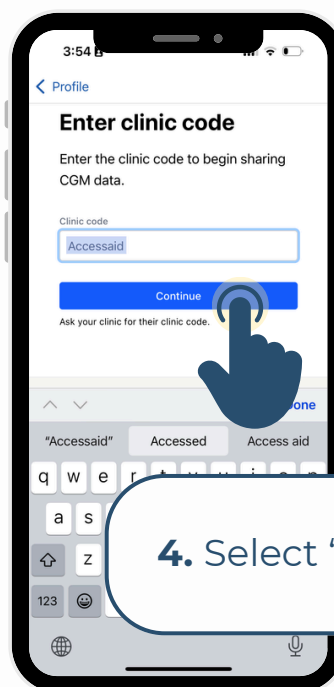 3:54
Profile
Enter clinic code
Enter the clinic code to begin sharing
CGM data.
Clinic code
Accessaid
Continue
Ask your clinic for their clinic code.
"Accessaid" Accessed Access aid
q w e r
a s
z
123
4. Select "